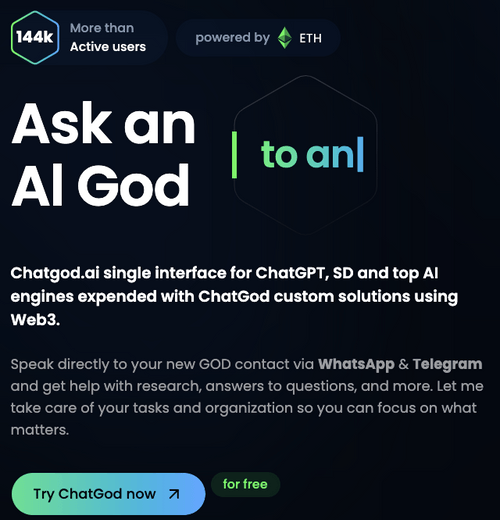 144k
More than
Active users
powered by ETH
Ask an
AI God
to an
Chatgod.ai single interface for ChatGPT, SD and top AI
engines expended with ChatGod custom solutions using
Web3.
Speak directly to your new GOD contact via WhatsApp & Telegram
and get help with research, answers to questions, and more. Let me
take care of your tasks and organization so you can focus on what
matters.
Try ChatGod now
for free